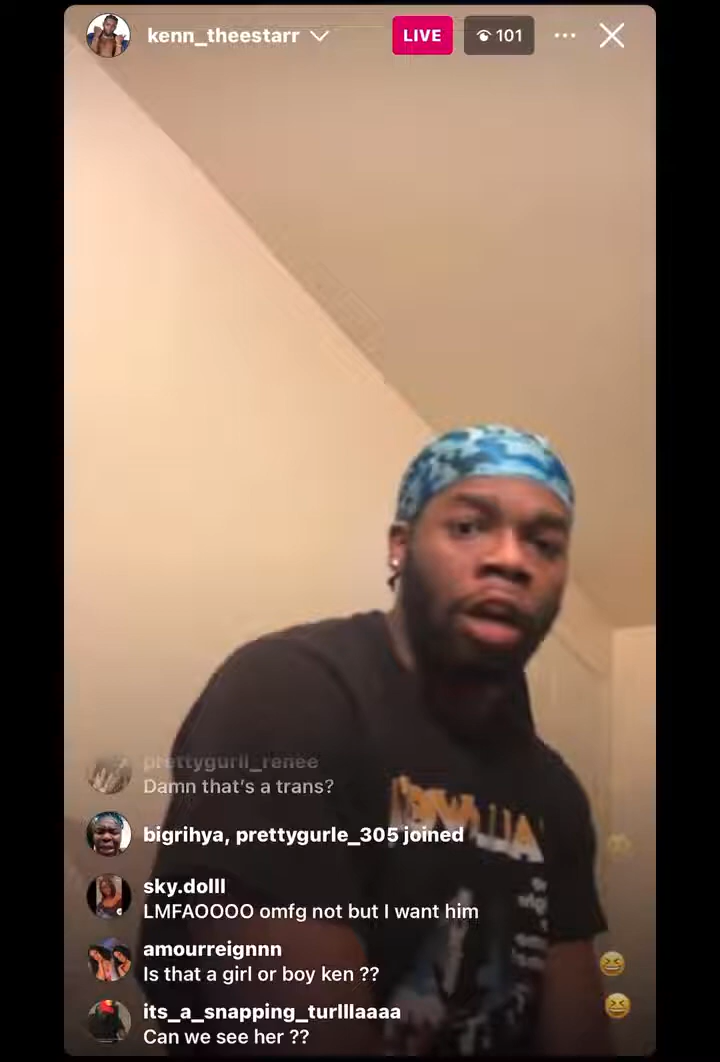 kenn_theestarr
LIVE
101
prettygurll_renee
Damn that's a trans?
bigrihya, prettygurle_305 joined
sky.dolll
LMFAOOOO omfg not but I want him
amourreignnn
Is that a girl or boy ken ??
its_a_snapping_turlllaaaa
Can we see her ??